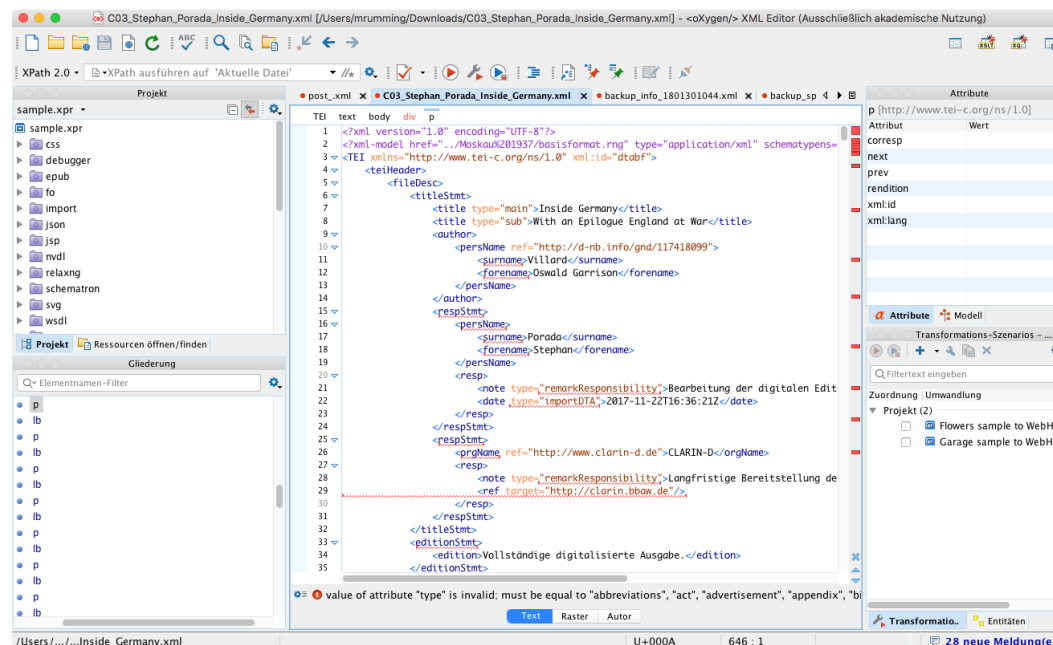 C03_Stephan_Porada_Inside_Germany.xml [/Users/mrumming/Downloads/C03_Stephan_Porada_Inside_Germany.xml] - <oXygen/> XML Editor (Ausschließlich akademische Nutzung)
ABC
XSLT
XQ
XPath 2.0
XPath ausführen auf 'Aktuelle Datei'
Projekt
sample.xpr
sample.xpr
css
debugger
epub
fo
import
json
jsp
nvdl
relaxng
schematron
svg
wsdl
Projekt Ressourcen öffnen/finden
Gliederung
Elementnamen-Filter
p
lb
p
lb
p
lb
p
lb
p
lb
p
lb
p
lb
post_.xml C03_Stephan_Porada_Inside_Germany.xml backup_info_1801301044.xml backup_sp
TEI text body div p
1 <?xml version="1.0" encoding="UTF-8"?>
2 <?xml-model href="../Moskau%201937/basisformat.rng" type="application/xml" schematypens=
3 <TEI xmlns="http://www.tei-c.org/ns/1.0" xml:id="dtabf">
4 <teiHeader>
5 <fileDesc>
6 <titleStmt>
7 <title type="main">Inside Germany</title>
8 <title type="sub">With an Epilogue England at War</title>
9 <author>
10 <persName ref="http://d-nb.info/gnd/117418099">
11 <surname>Villard</surname>
12 <forename>Oswald Garrison</forename>
13 </persName>
14 </author>
15 <respStmt>
16 <persName>
17 <surname>Porada</surname>
18 <forename>Stephan</forename>
19 </persName>
20 <resp>
21 <note type="remarkResponsibility">Bearbeitung der digitalen Edit
22 <date type="importDTA">2017-11-22T16:36:21Z</date>
23 </resp>
24 </respStmt>
25 <respStmt>
26 <orgName ref="http://www.clarin-d.de">CLARIN-D</orgName>
27 <resp>
28 <note type="remarkResponsibility">Langfristige Bereitstellung de
29 <ref target="http://clarin.bbaw.de"/>
30 </resp>
31 </respStmt>
32 </titleStmt>
33 <editionStmt>
34 <edition>Vollständige digitalisierte Ausgabe.</edition>
35 </editionStmt>
value of attribute "type" is invalid; must be equal to "abbreviations", "act", "advertisement", "appendix", "bi
Text Raster Autor
Attribute
p [http://www.tei-c.org/ns/1.0]
Attribut Wert
corresp
next
prev
rendition
xml:id
xml:lang
Attribute Modell
Transformations-Szenarios - ...
Filtertext eingeben
Zuordnung Umwandlung
Projekt (2)
Flowers sample to WebH
Garage sample to WebH
Transformatio.. Entitäten
/Users/.../...Inside_Germany.xml U+000A 646 : 1 28 neue Meldung(e